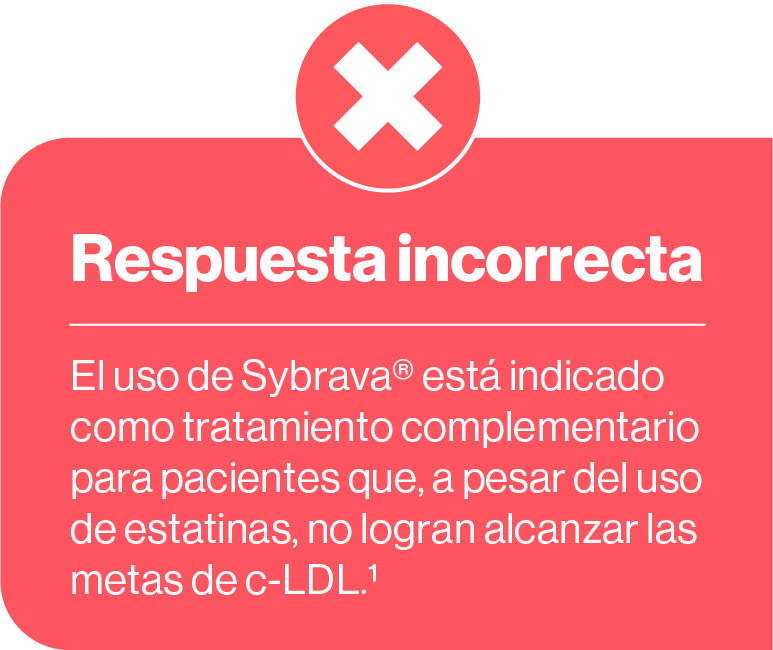 Respuesta incorrecta
El uso de Sybrava® está indicado
como tratamiento complementario
para pacientes que, a pesar del uso
de estatinas, no logran alcanzar las
metas de c-LDL.¹